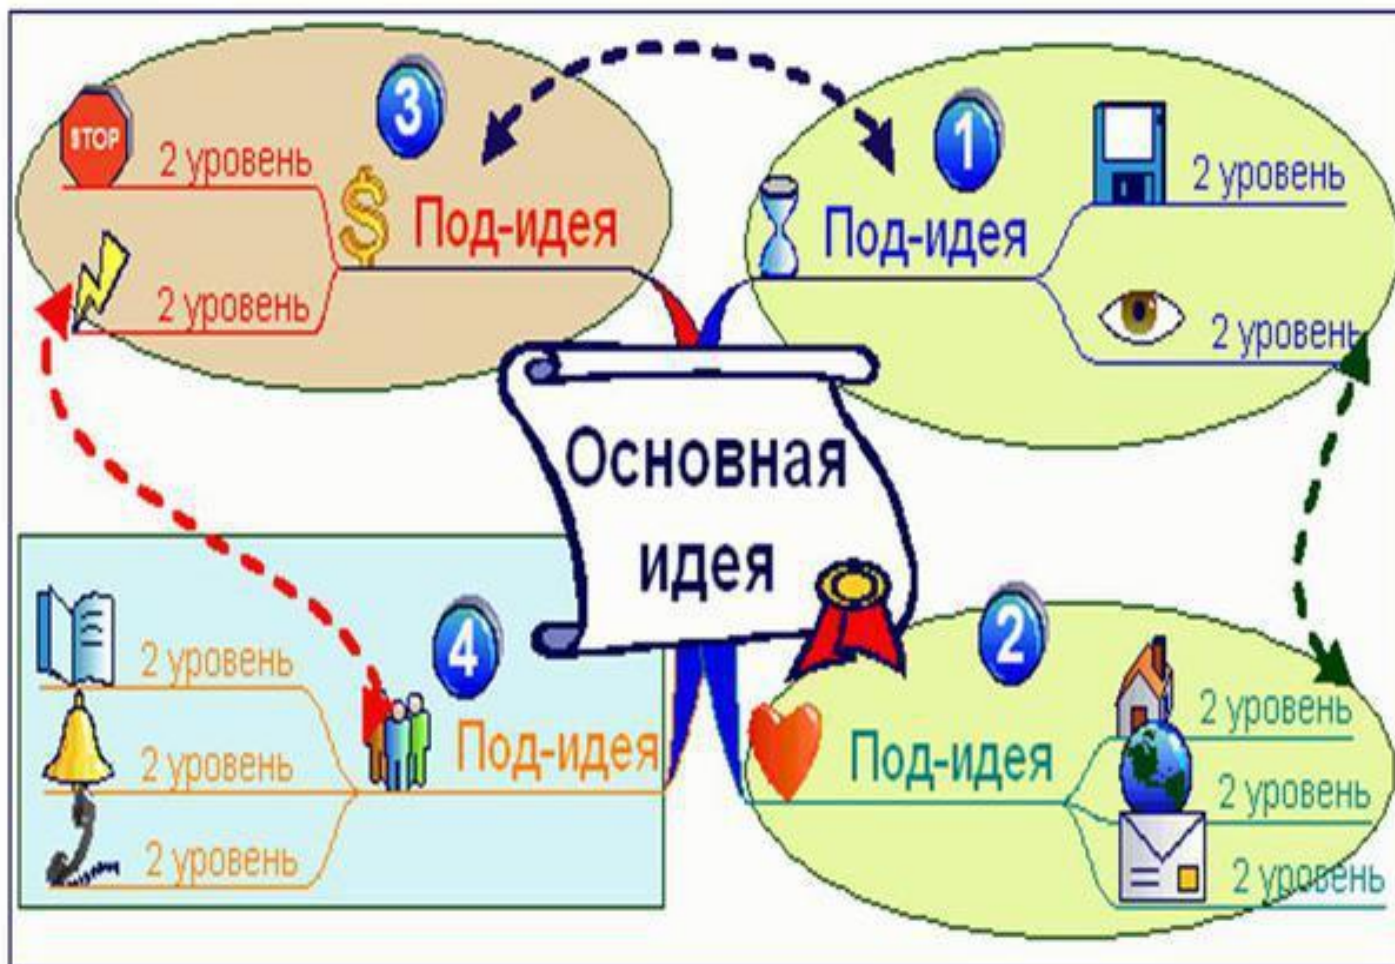 3
STOP
2 уровень
Под-идея
2 уровень
1
2 уровень
Под-идея
2 уровень
Основная
идея
4
2 уровень
Под-идея
2 уровень
2 уровень
2
2 уровень
Под-идея
2 уровень
2 уровень